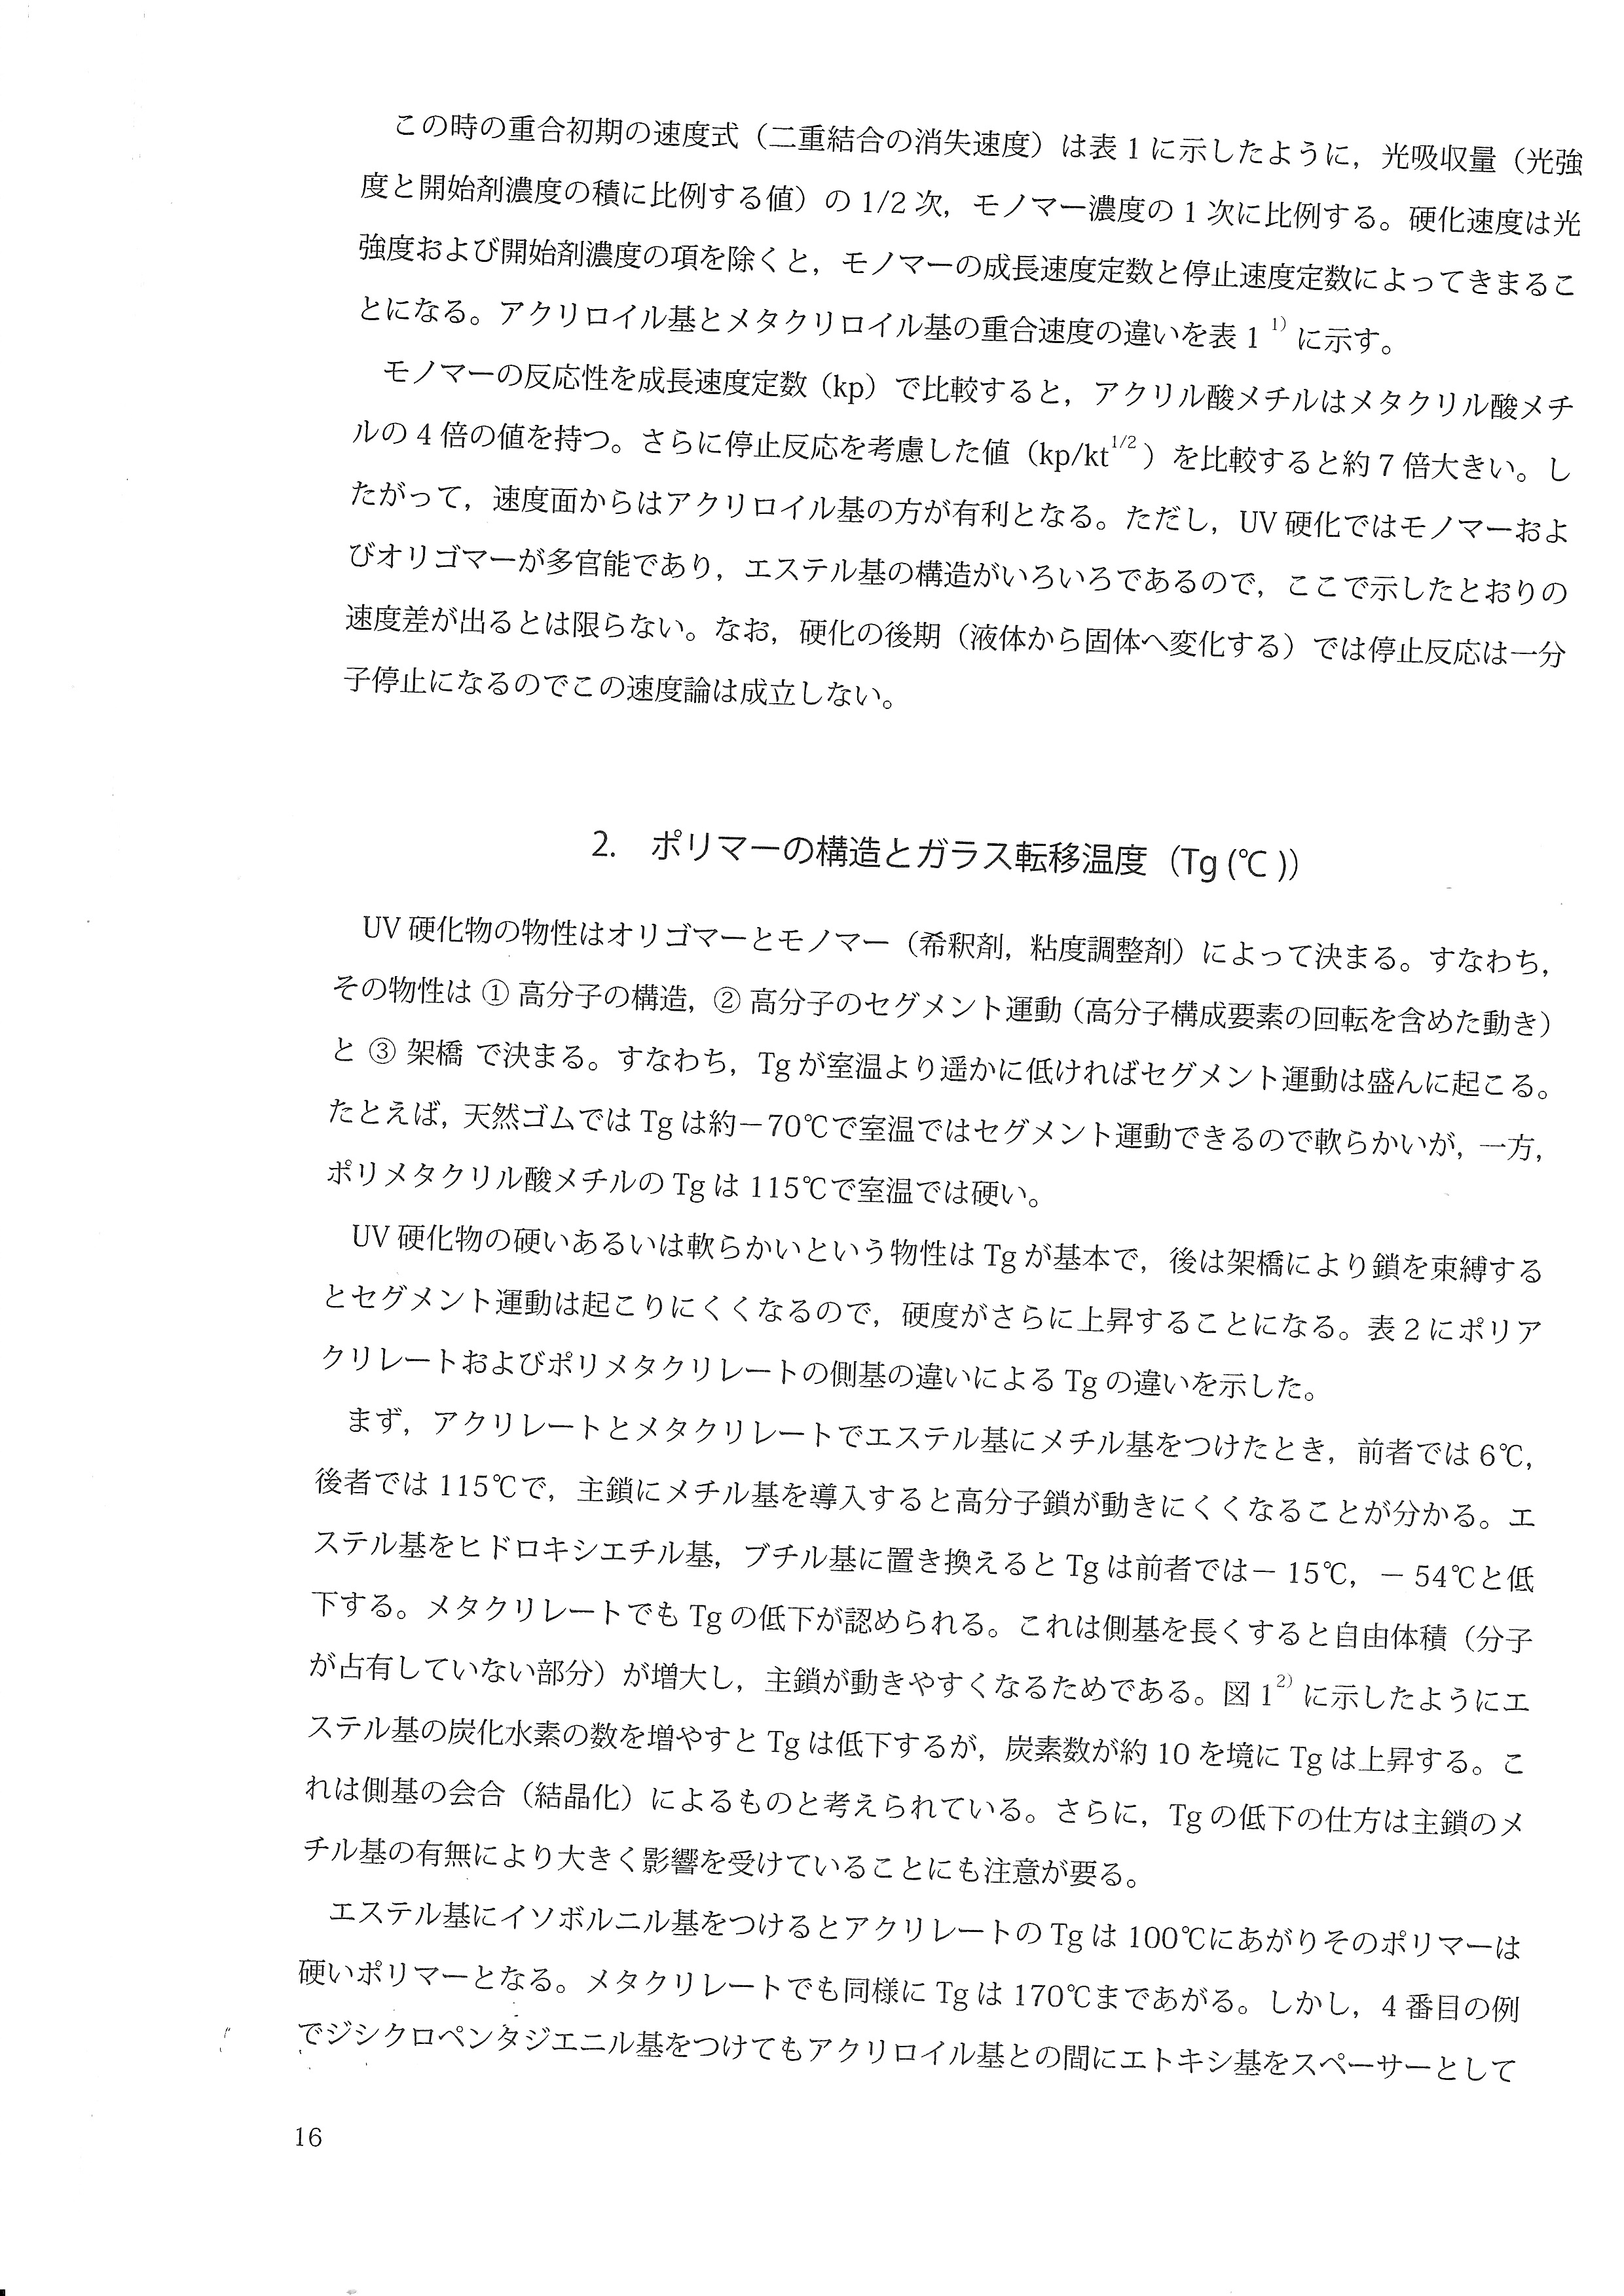 この時の重合初期の速度式（二重結合の消失速度）は表 1 に示したように，光吸収量（光強
度と開始剤濃度の積に比例する値）の 1/2 次，モノマー濃度の 1 次に比例する。硬化速度は光
強度および開始剤濃度の項を除くと，モノマーの成長速度定数と停止速度定数によってきまるこ
とになる。アクリロイル基とメタクリロイル基の重合速度の違いを表 1 1) に示す。
モノマーの反応性を成長速度定数（kp）で比較すると，アクリル酸メチルはメタクリル酸メチ
ルの 4 倍の値を持つ。さらに停止反応を考慮した値（kp/kt1/2）を比較すると約 7 倍大きい。し
たがって，速度面からはアクリロイル基の方が有利となる。ただし，UV 硬化ではモノマーおよ
びオリゴマーが多官能であり，エステル基の構造がいろいろであるので，ここで示したとおりの
速度差が出るとは限らない。なお，硬化の後期（液体から固体へ変化する）では停止反応は一分
子停止になるのでこの速度論は成立しない。
2. ポリマーの構造とガラス転移温度（Tg (℃ )）
UV 硬化物の物性はオリゴマーとモノマー（希釈剤，粘度調整剤）によって決まる。すなわち，
その物性は ① 高分子の構造，② 高分子のセグメント運動（高分子構成要素の回転を含めた動き）
と ③ 架橋 で決まる。すなわち，Tg が室温より遥かに低ければセグメント運動は盛んに起こる。
たとえば，天然ゴムでは Tg は約－70℃で室温ではセグメント運動できるので軟らかいが，一方，
ポリメタクリル酸メチルの Tg は 115℃で室温では硬い。
UV 硬化物の硬いあるいは軟らかいという物性は Tg が基本で，後は架橋により鎖を束縛する
とセグメント運動は起こりにくくなるので，硬度がさらに上昇することになる。表 2 にポリア
クリレートおよびポリメタクリレートの側基の違いによる Tg の違いを示した。
まず，アクリレートとメタクリレートでエステル基にメチル基をつけたとき，前者では 6℃，
後者では 115℃で，主鎖にメチル基を導入すると高分子鎖が動きにくくなることが分かる。エ
ステル基をヒドロキシエチル基，ブチル基に置き換えると Tg は前者では－ 15℃，－ 54℃と低
下する。メタクリレートでも Tg の低下が認められる。これは側基を長くすると自由体積（分子
が占有していない部分）が増大し，主鎖が動きやすくなるためである。図 1 2) に示したようにエ
ステル基の炭化水素の数を増やすと Tg は低下するが，炭素数が約 10 を境に Tg は上昇する。こ
れは側基の会合（結晶化）によるものと考えられている。さらに，Tg の低下の仕方は主鎖のメ
チル基の有無により大きく影響を受けていることにも注意が要る。
エステル基にイソボルニル基をつけるとアクリレートの Tg は 100℃にあがりそのポリマーは
硬いポリマーとなる。メタクリレートでも同様に Tg は 170℃まであがる。しかし，4 番目の例
でジシクロペンタジエニル基をつけてもアクリロイル基との間にエトキシ基をスペーサーとして
16